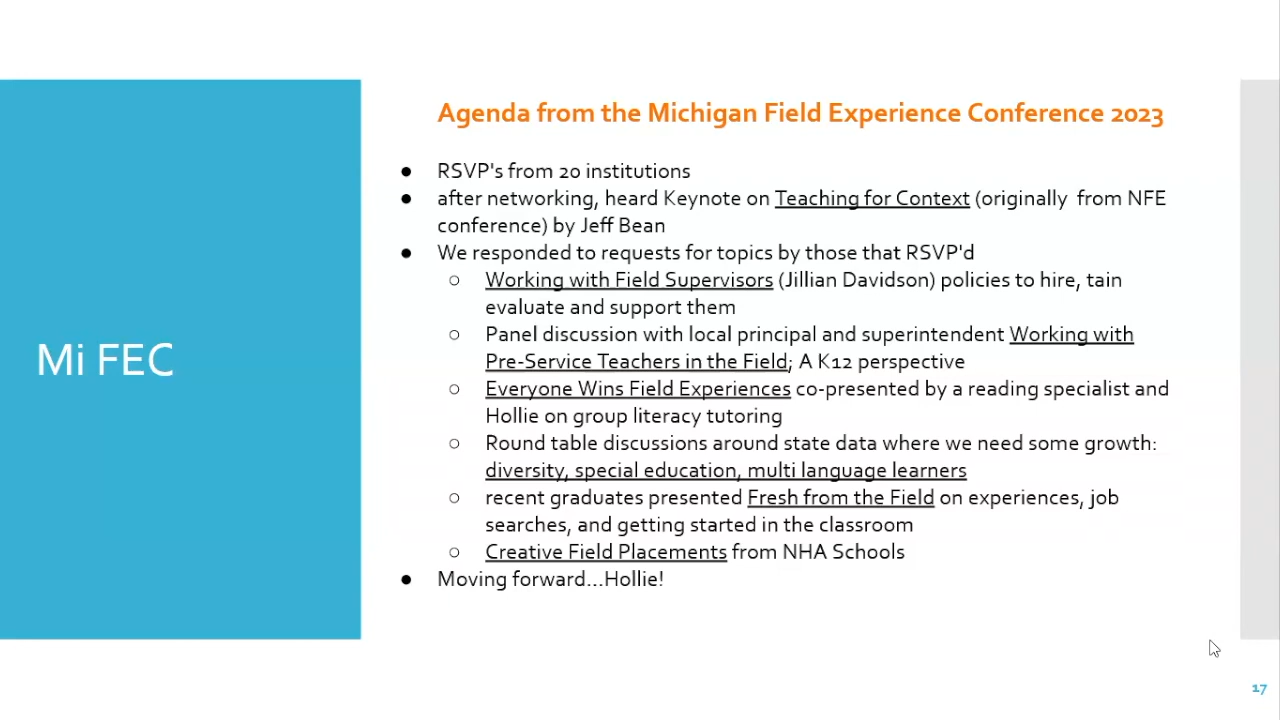 Agenda from the Michigan Field Experience Conference 2023
● RSVP's from 20 institutions
● after networking, heard Keynote on Teaching for Context (originally from NFE
conference) by Jeff Bean
● We responded to requests for topics by those that RSVP'd
○ Working with Field Supervisors (Jillian Davidson) policies to hire, tain
evaluate and support them
○ Panel discussion with local principal and superintendent Working with
Pre-Service Teachers in the Field; A K12 perspective
○ Everyone Wins Field Experiences co-presented by a reading specialist and
Hollie on group literacy tutoring
○ Round table discussions around state data where we need some growth:
diversity, special education, multi language learners
○ recent graduates presented Fresh from the Field on experiences, job
searches, and getting started in the classroom
○ Creative Field Placements from NHA Schools
● Moving forward...Hollie!
Mi FEC
17